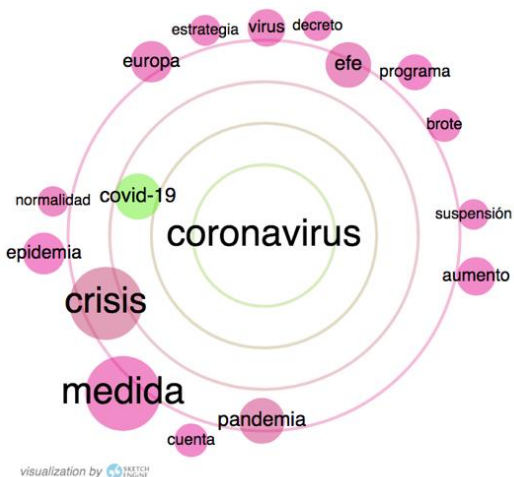 estrategia
virus
decreto
europa
efe
programa
brote
normalidad
covid-19
suspensión
coronavirus
epidemia
aumento
crisis
medida
pandemia
cuenta
visualization by SKETCH ENGINE